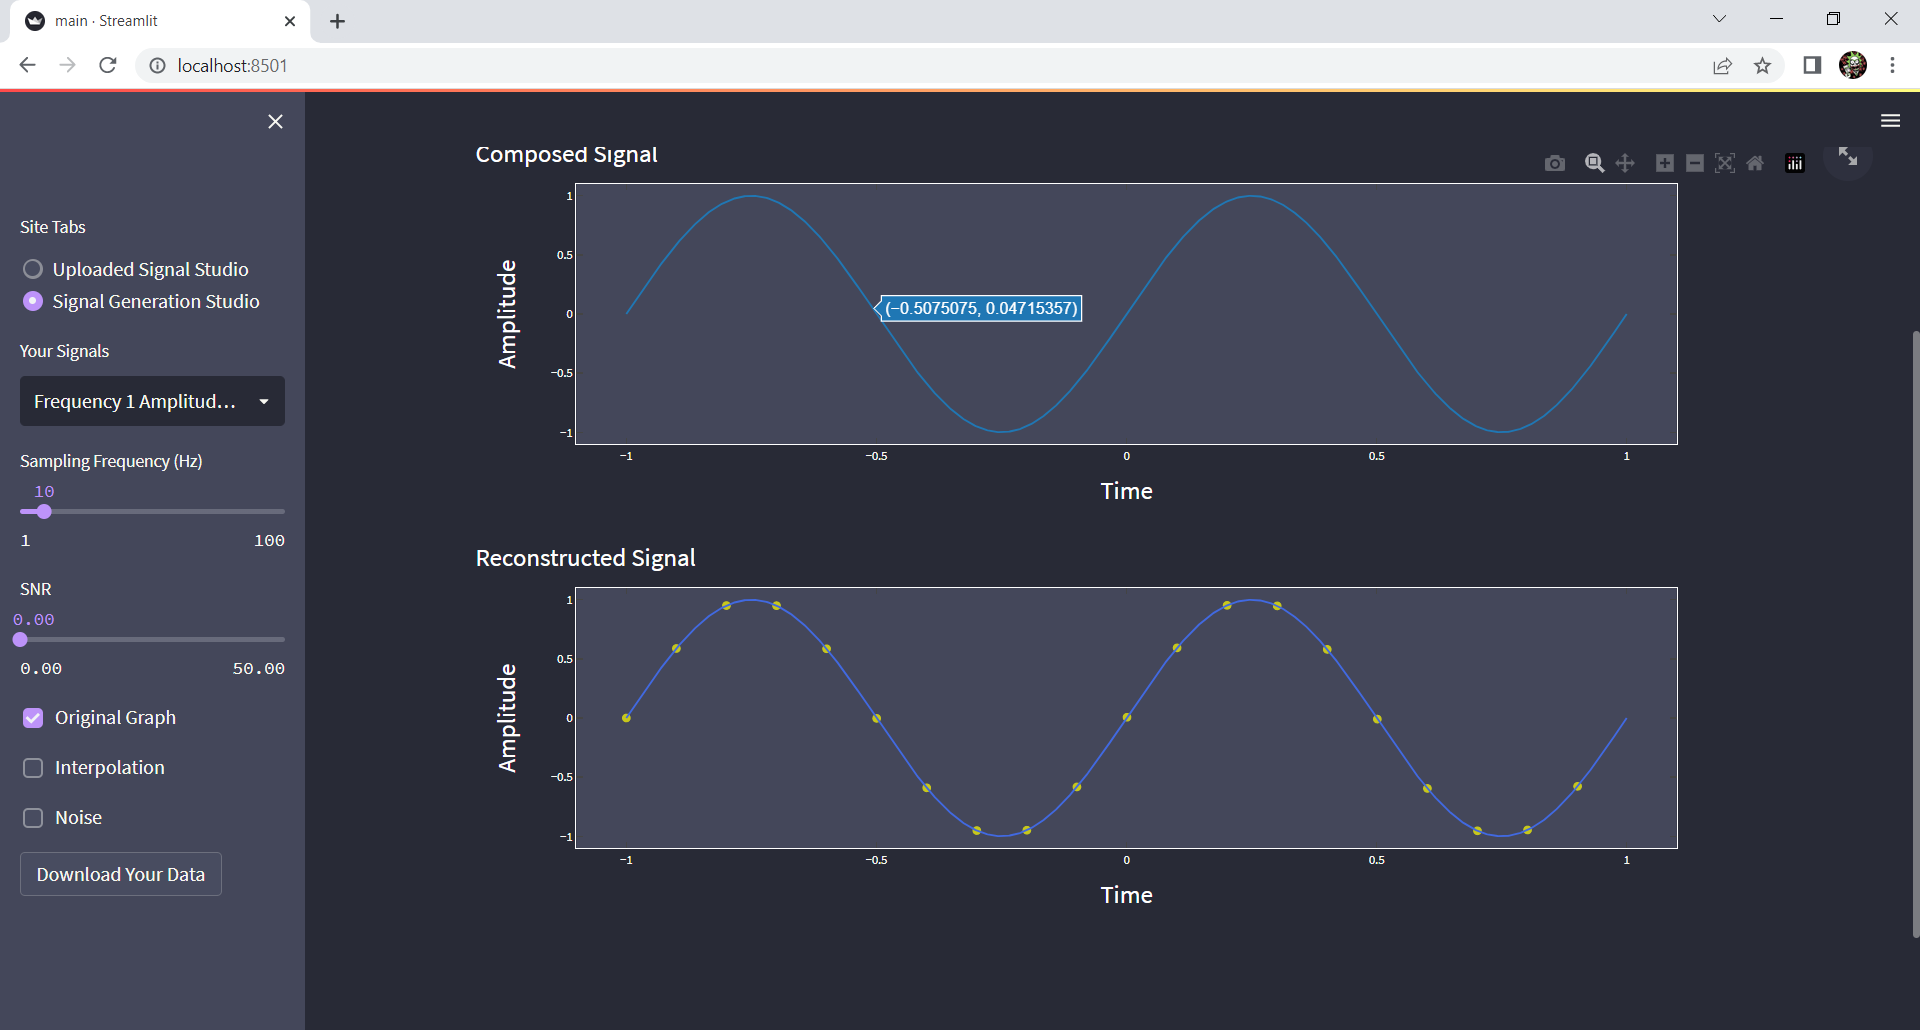 main · Streamlit
localhost:8501
Site Tabs
Uploaded Signal Studio
Signal Generation Studio
Your Signals
Frequency 1 Amplitud...
Sampling Frequency (Hz)
10
1 100
SNR
0.00
0.00 50.00
Original Graph
Interpolation
Noise
Download Your Data
Composed Signal
1
0.5
0
−0.5
−1
Amplitude
(−0.5075075, 0.04715357)
−1 −0.5 0 0.5 1
Time
Reconstructed Signal
1
0.5
0
−0.5
−1
Amplitude
−1 −0.5 0 0.5 1
Time